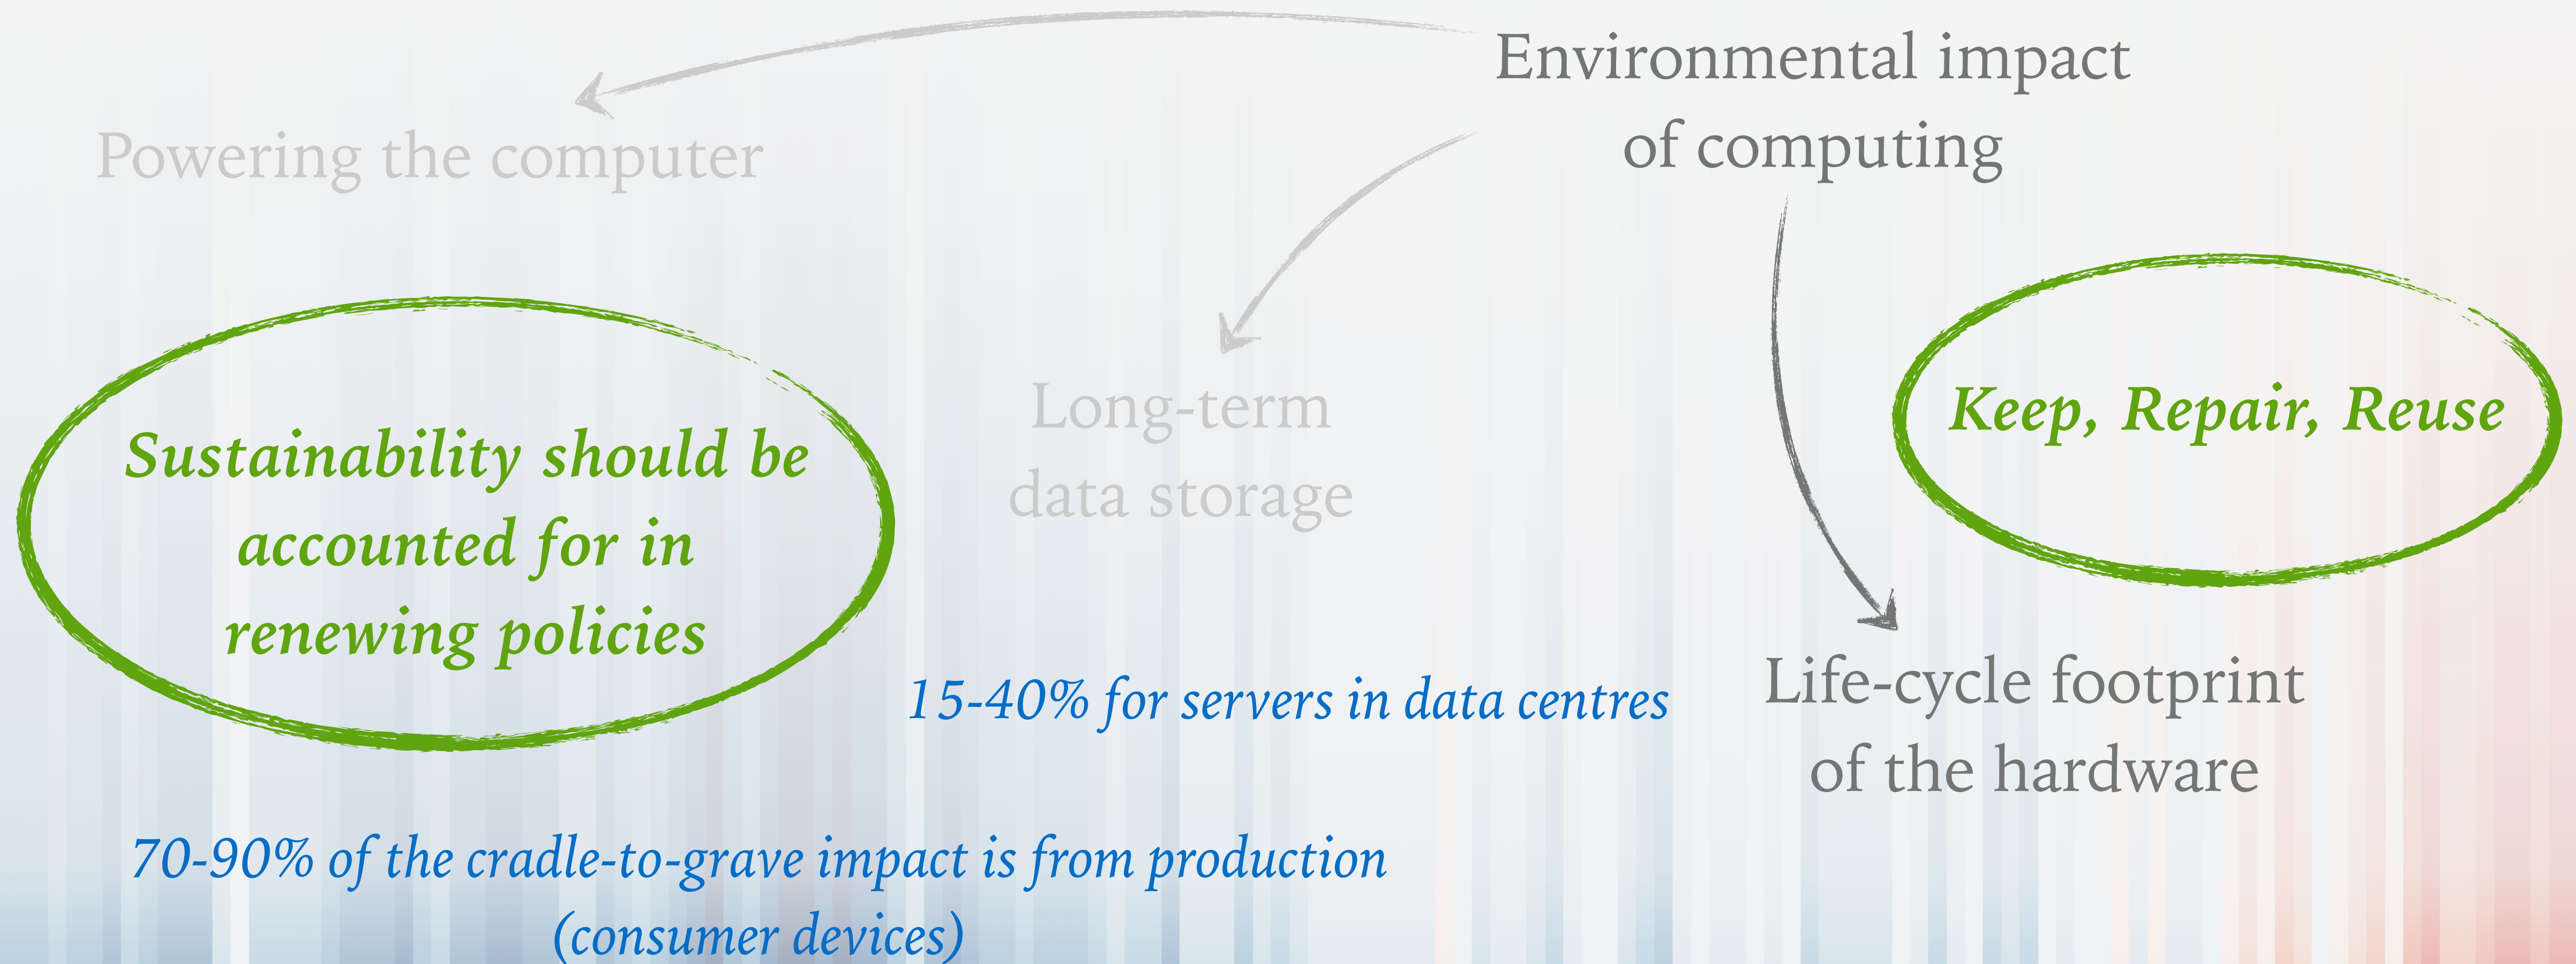 Environmental impact
of computing
Powering the computer
Long-term
data storage
Keep, Repair, Reuse
Sustainability should be
accounted for in
renewing policies
Life-cycle footprint
of the hardware
15-40% for servers in data centres
70-90% of the cradle-to-grave impact is from production
(consumer devices)